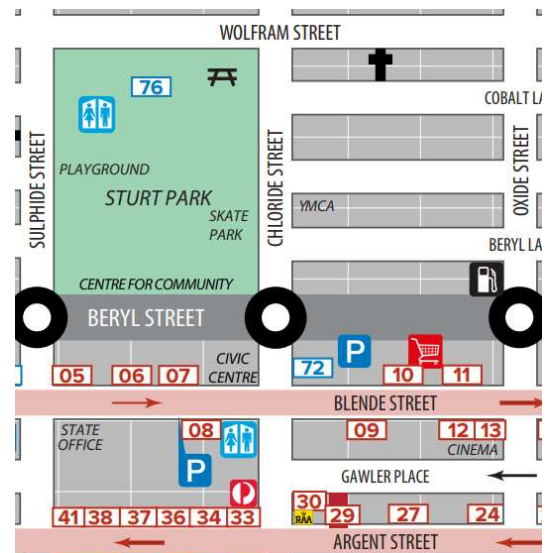 WOLFRAM STREET
76
COBALT LA
SULPHIDE STREET
PLAYGROUND
STURT PARK
SKATE
PARK
CHLORIDE STREET
YMCA
OXIDE STREET
BERYL LA
CENTRE FOR COMMUNITY
BERYL STREET
P
72
CIVIC
CENTRE
05
06
07
10
11
BLENDE STREET
STATE
OFFICE
08
P
09
12
13
CINEMA
GAWLER PLACE
30
RAA
41
38
37
36
34
33
29
27
24
ARGENT STREET